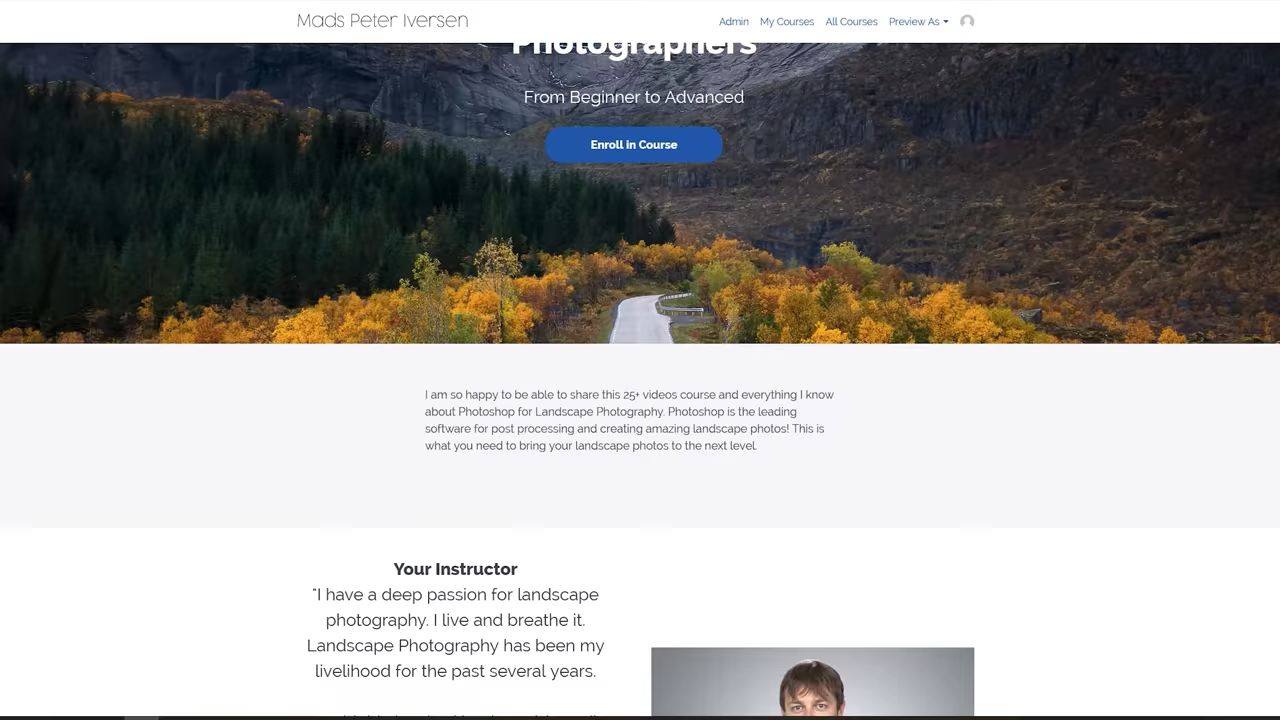 Mads Peter Iversen
Admin My Courses All Courses Preview As
Photographers
From Beginner to Advanced
Enroll in Course
I am so happy to be able to share this 25+ videos course and everything I know
about Photoshop for Landscape Photography. Photoshop is the leading
software for post processing and creating amazing landscape photos! This is
what you need to bring your landscape photos to the next level.
Your Instructor
"I have a deep passion for landscape
photography. I live and breathe it.
Landscape Photography has been my
livelihood for the past several years.